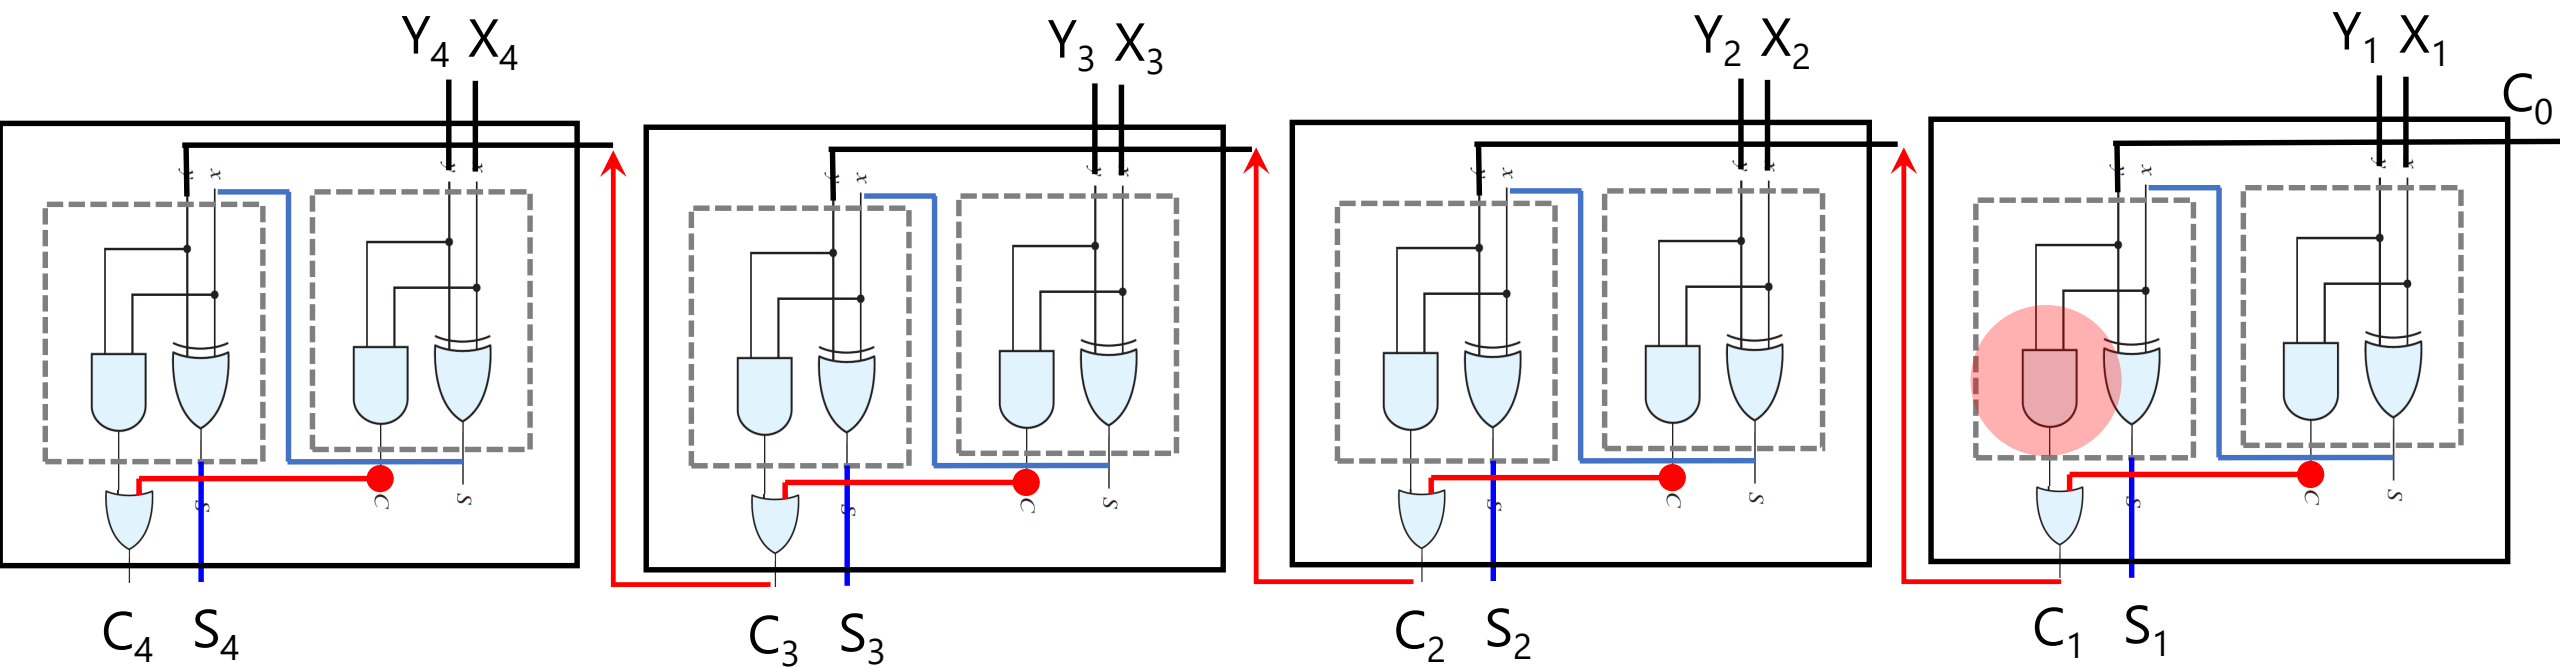 Y4 X4
Y3 X3
Y2 X2
Y1 X1
C0
y x y x
y x y x
y x y x
y x y x
C S
C S
C S
C S
S
S
S
S
C4 S4
C3 S3
C2 S2
C1 S1